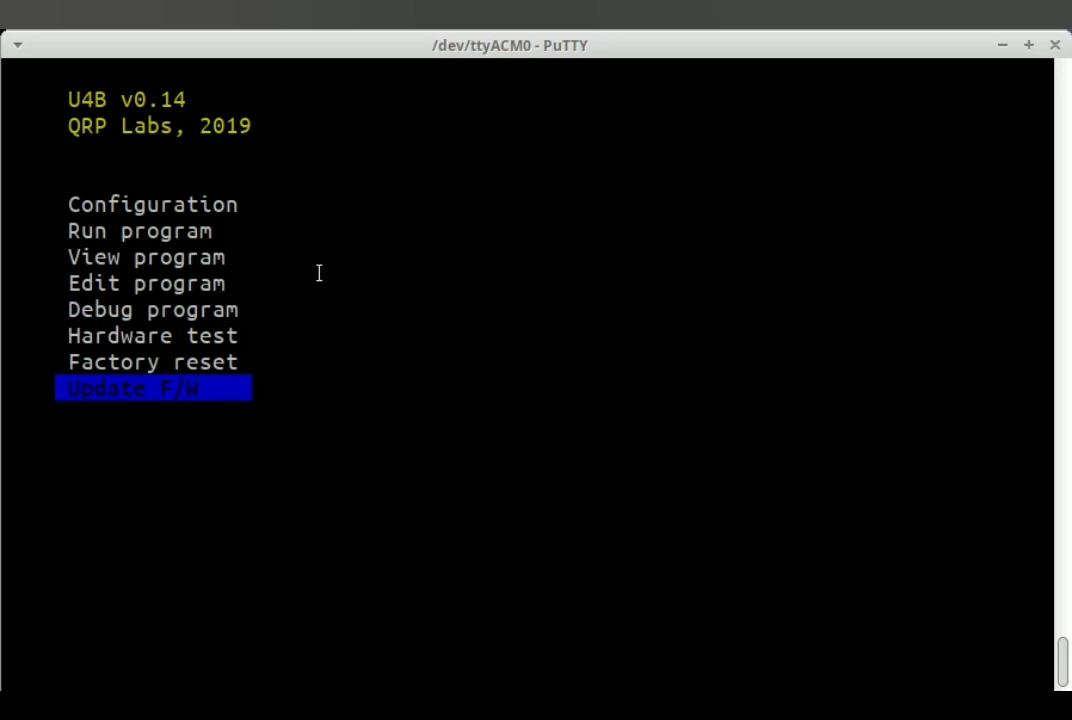 /dev/ttyACM0 - PuTTY
U4B v0.14
QRP Labs, 2019
Configuration
Run program
View program
Edit program
Debug program
Hardware test
Factory reset
Update F/W